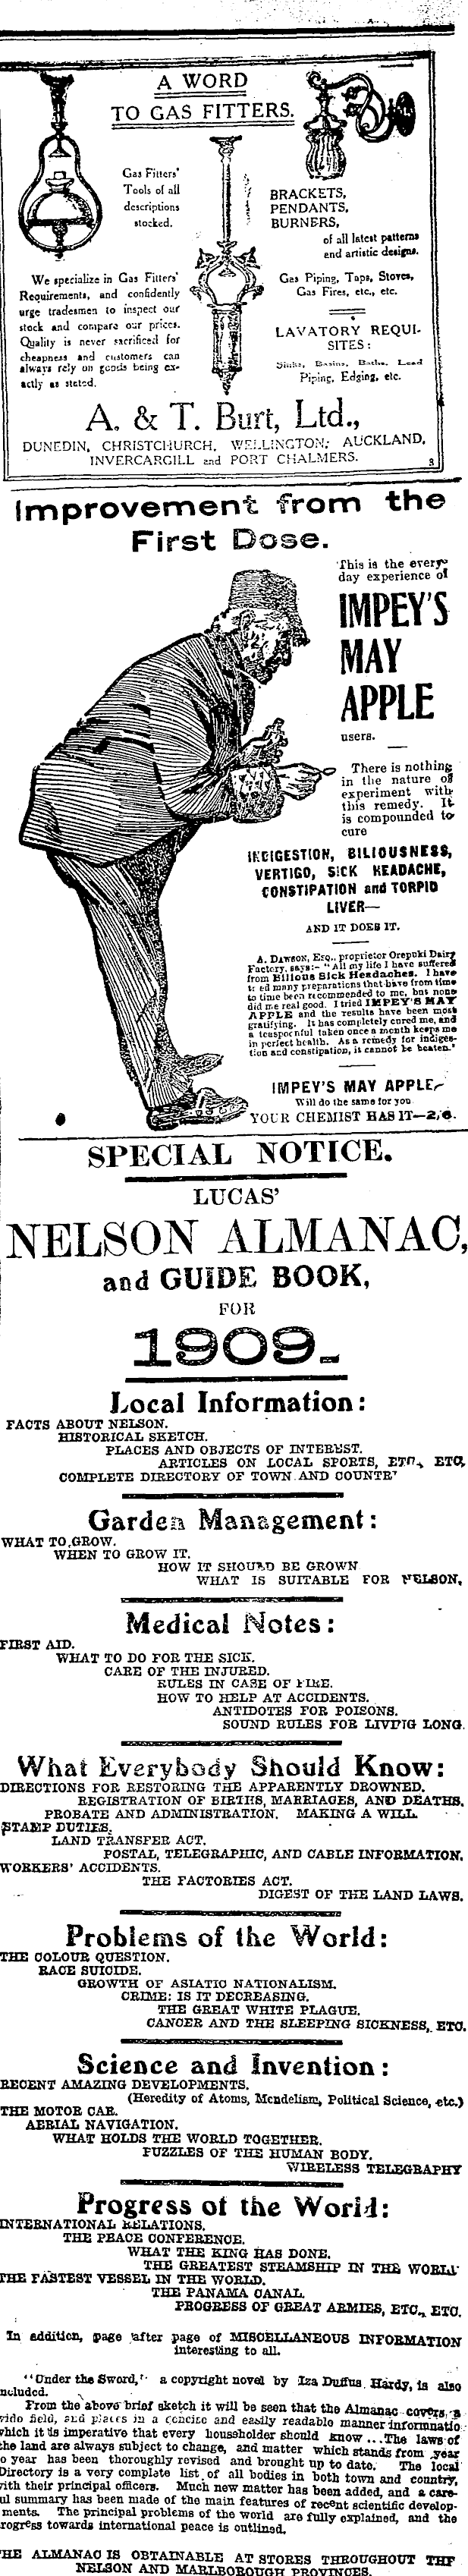 A WORD
TO GAS FITTERS.
Gas Fitters'
Tools of all
descriptions
stocked.
BRACKETS,
PENDANTS,
BURNERS,
of all latest patterns
and artistic designs.
We specialize in Gas Fitters'
Requirements, and confidently
urge tradesmen to inspect our
stock and compare our prices.
Quality is never sacrificed for
cheapness and customers can
always rely on goods being ex-
actly as stated.
Gas Piping, Taps, Stoves,
Gas Fires, etc., etc.
LAVATORY REQUI-
SITES:
Sinks, Basins, Baths, Lead
Piping, Edging, etc.
A. & T. Burt, Ltd.,
DUNEDIN, CHRISTCHURCH, WELLINGTON; AUCKLAND,
INVERCARGILL and PORT CHALMERS.
3
Improvement from the
First Dose.
This is the every-
day experience of
IMPEY'S
MAY
APPLE
users.
There is nothing
in the nature of
experiment with
this remedy. It
is compounded to
cure
INDIGESTION, BILIOUSNESS,
VERTIGO, SICK HEADACHE,
CONSTIPATION and TORPID
LIVER—
AND IT DOES IT.
A. DAWSON, ESQ., proprietor Orepuki Dairy
Factory, says:— "All my life I have suffered
from Bilious Sick Headaches. I have
tried many preparations that have from time
to time been recommended to me, but none
did me real good. I tried IMPEY'S MAY
APPLE and the results have been most
gratifying. It has completely cured me, and
a teaspoonful taken once a month keeps me
in perfect health. As a remedy for indiges-
tion and constipation, it cannot be beaten."
IMPEY'S MAY APPLE
Will do the same for you
YOUR CHEMIST HAS IT—2/6.
SPECIAL NOTICE.
LUCAS'
NELSON ALMANAC,
and GUIDE BOOK,
FOR
1909.
Local Information:
FACTS ABOUT NELSON.
HISTORICAL SKETCH.
PLACES AND OBJECTS OF INTEREST.
ARTICLES ON LOCAL SPORTS, ETC., ETC.
COMPLETE DIRECTORY OF TOWN AND COUNTRY
Garden Management:
WHAT TO GROW.
WHEN TO GROW IT.
HOW IT SHOULD BE GROWN
WHAT IS SUITABLE FOR NELSON,
Medical Notes:
FIRST AID.
WHAT TO DO FOR THE SICK.
CARE OF THE INJURED.
RULES IN CASE OF FIRE.
HOW TO HELP AT ACCIDENTS.
ANTIDOTES FOR POISONS.
SOUND RULES FOR LIVING LONG.
What Everybody Should Know:
DIRECTIONS FOR RESTORING THE APPARENTLY DROWNED.
REGISTRATION OF BIRTHS, MARRIAGES, AND DEATHS.
PROBATE AND ADMINISTRATION. MAKING A WILL.
STAMP DUTIES.
LAND TRANSFER ACT.
POSTAL, TELEGRAPHIC, AND CABLE INFORMATION.
WORKERS' ACCIDENTS.
THE FACTORIES ACT.
DIGEST OF THE LAND LAWS.
Problems of the World:
THE COLOUR QUESTION.
RACE SUICIDE.
GROWTH OF ASIATIC NATIONALISM.
CRIME: IS IT DECREASING.
THE GREAT WHITE PLAGUE.
CANCER AND THE SLEEPING SICKNESS, ETC.
Science and Invention:
RECENT AMAZING DEVELOPMENTS.
(Heredity of Atoms, Mendelism, Political Science, etc.)
THE MOTOR CAR.
AERIAL NAVIGATION.
WHAT HOLDS THE WORLD TOGETHER.
PUZZLES OF THE HUMAN BODY.
WIRELESS TELEGRAPHY
Progress of the World:
INTERNATIONAL RELATIONS.
THE PEACE CONFERENCE.
WHAT THE KING HAS DONE.
THE GREATEST STEAMSHIP IN THE WORLD
THE FASTEST VESSEL IN THE WORLD.
THE PANAMA CANAL.
PROGRESS OF GREAT ARMIES, ETC., ETC.
In addition, page after page of MISCELLANEOUS INFORMATION
interesting to all.
"Under the Sword," a copyright novel by Iza Duffus Hardy, is also
included.
From the above brief sketch it will be seen that the Almanac covers a
wide field, and places in a concise and easily readable manner information
which it is imperative that every householder should know ... The laws of
the land are always subject to change, and matter which stands from year
to year has been thoroughly revised and brought up to date. The local
Directory is a very complete list of all bodies in both town and country,
with their principal officers. Much new matter has been added, and a care-
ful summary has been made of the main features of recent scientific develop-
ments. The principal problems of the world are fully explained, and the
progress towards international peace is outlined.
THE ALMANAC IS OBTAINABLE AT STORES THROUGHOUT THE
NELSON AND MARLBOROUGH PROVINCES.